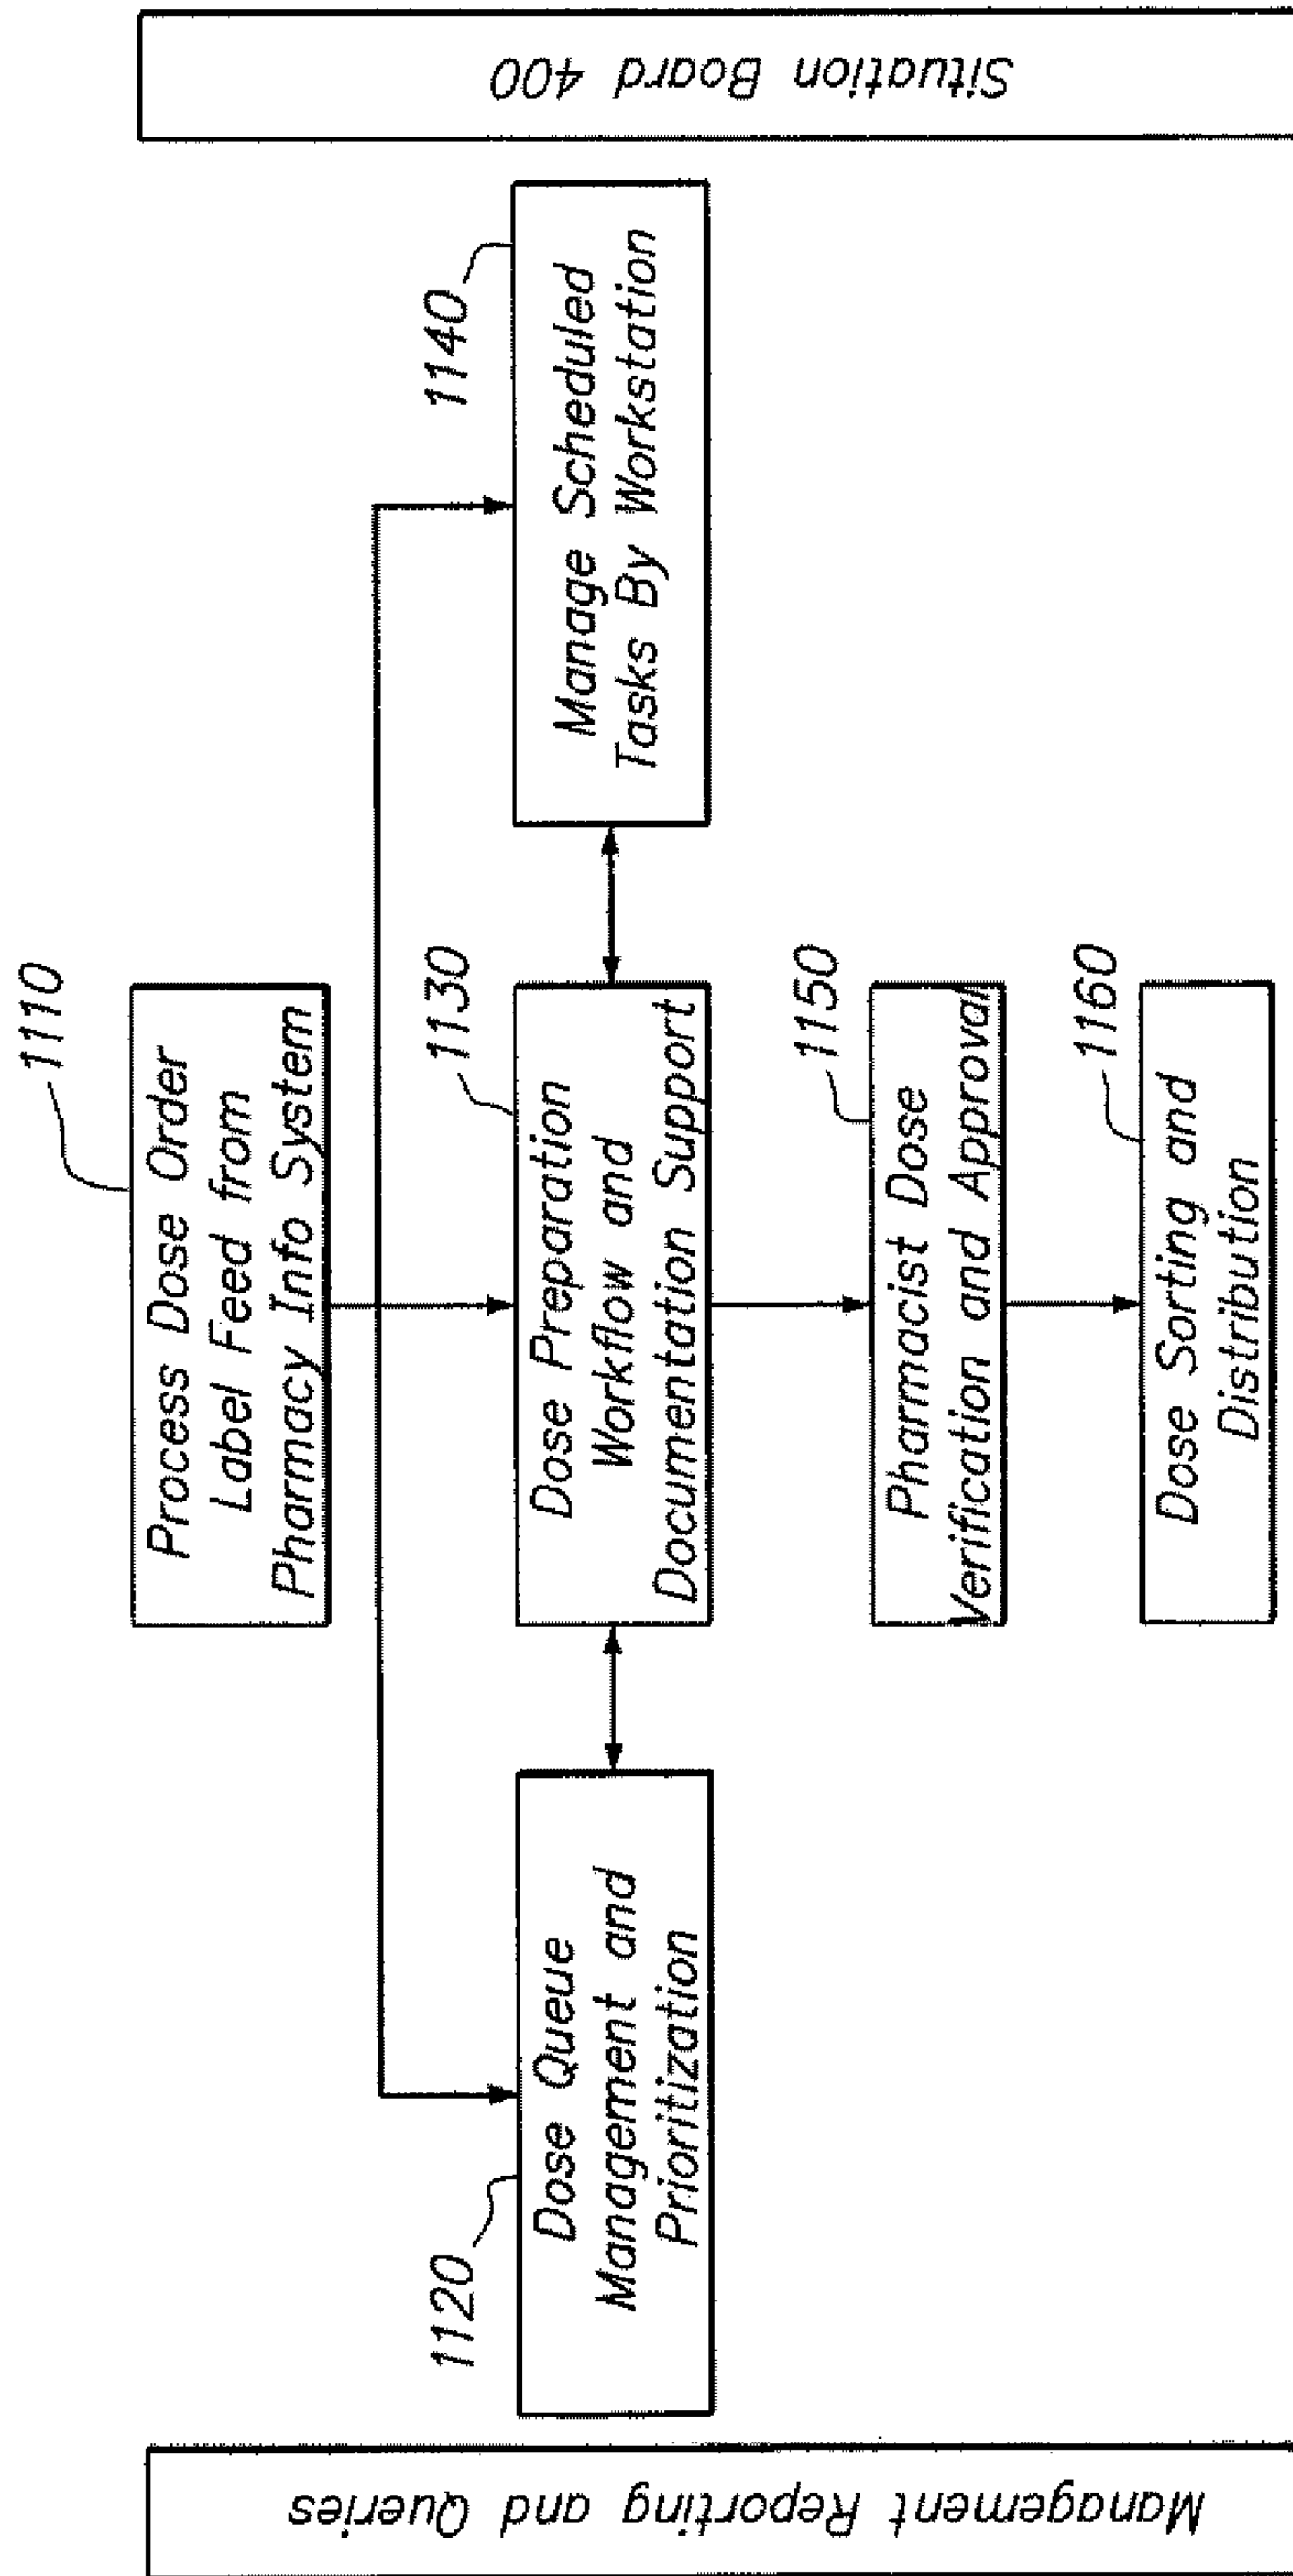 1110
Process Dose Order
Label Feed from
Pharmacy Info System
Management Reporting and Queries
1120
Dose Queue
Management and
Prioritization
1130
Dose Preparation
Workflow and
Documentation Support
1140
Manage Scheduled
Tasks By Workstation
Situation Board 400
1150
Pharmacist Dose
Verification and Approval
1160
Dose Sorting and
Distribution